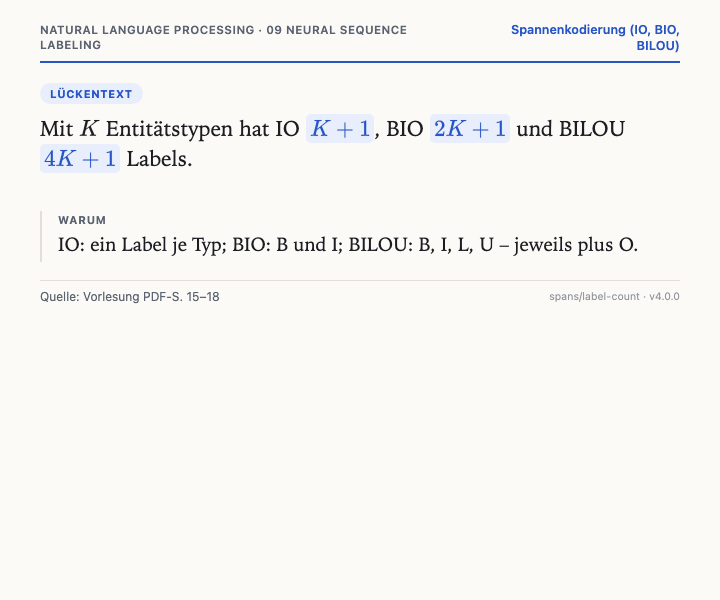 NATURAL LANGUAGE PROCESSING · 09 NEURAL SEQUENCE
LABELING
Spannenkodierung (IO, BIO,
BILOU)
LÜCKENTEXT
Mit K Entitätstypen hat IO K + 1, BIO 2K + 1 und BILOU
4K + 1 Labels.
WARUM
IO: ein Label je Typ; BIO: B und I; BILOU: B, I, L, U – jeweils plus O.
Quelle: Vorlesung PDF-S. 15–18
spans/label-count · v4.0.0